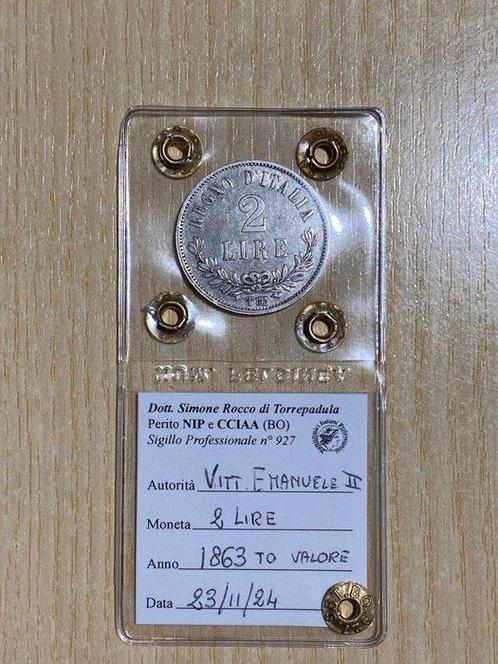 REGNO D'ITALIA
2
LIRE
Dott. Simone Rocco di Torrepadula
Perito NIP e CCIAA (BO)
Sigillo Professionale n° 927
Autorità VITT. EMANUELE II
Moneta 2 LIRE
Anno 1863 TO VALORE
Data 23/11/24